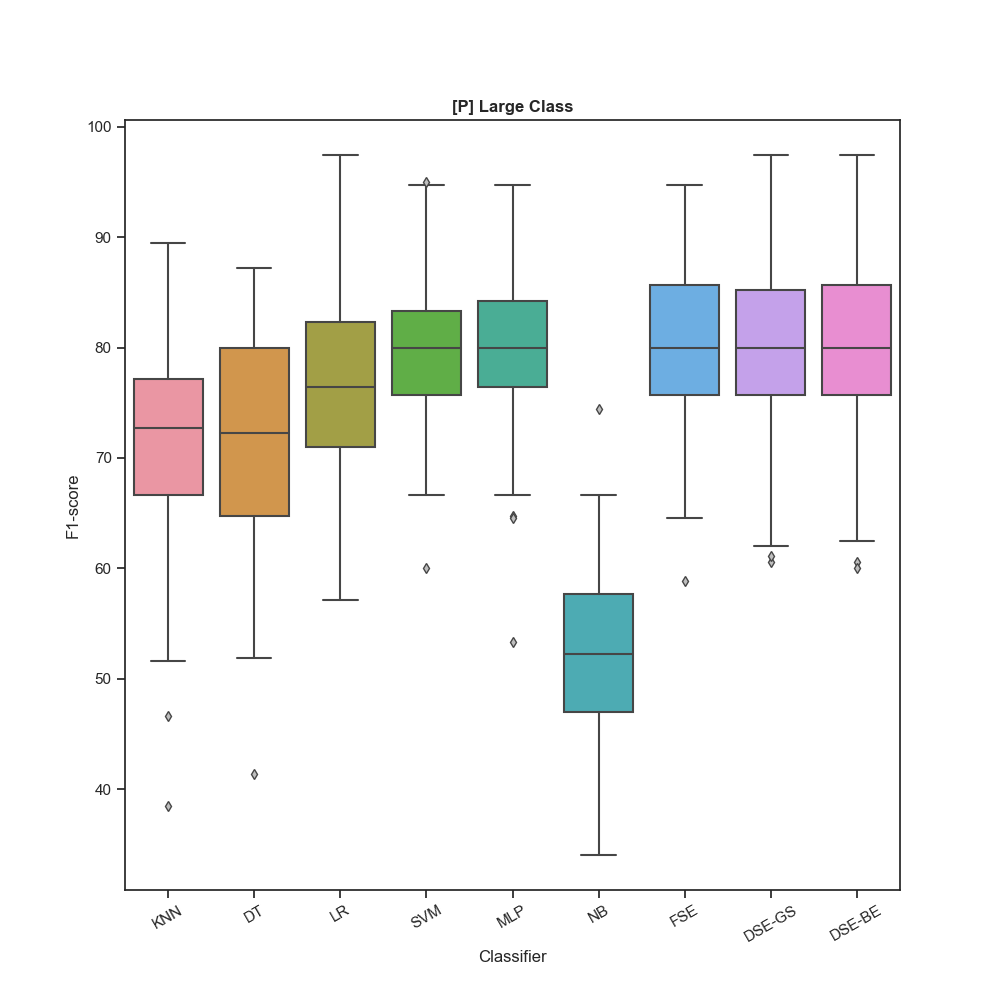 [P] Large Class
100
90
80
70
60
50
40
F1-score
KNN
DT
LR
SVM
MLP
NB
FSE
DSE-GS
DSE-BE
Classifier